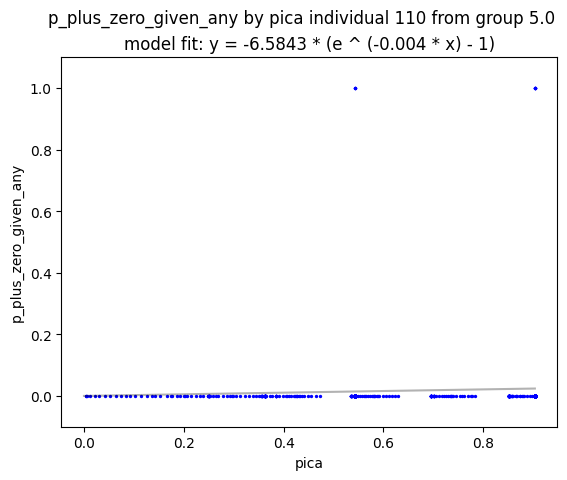 p_plus_zero_given_any by pica individual 110 from group 5.0
model fit: y = -6.5843 * (e ^ (-0.004 * x) - 1)
1.0
0.8
0.6
0.4
0.2
0.0
p_plus_zero_given_any
0.0 0.2 0.4 0.6 0.8
pica